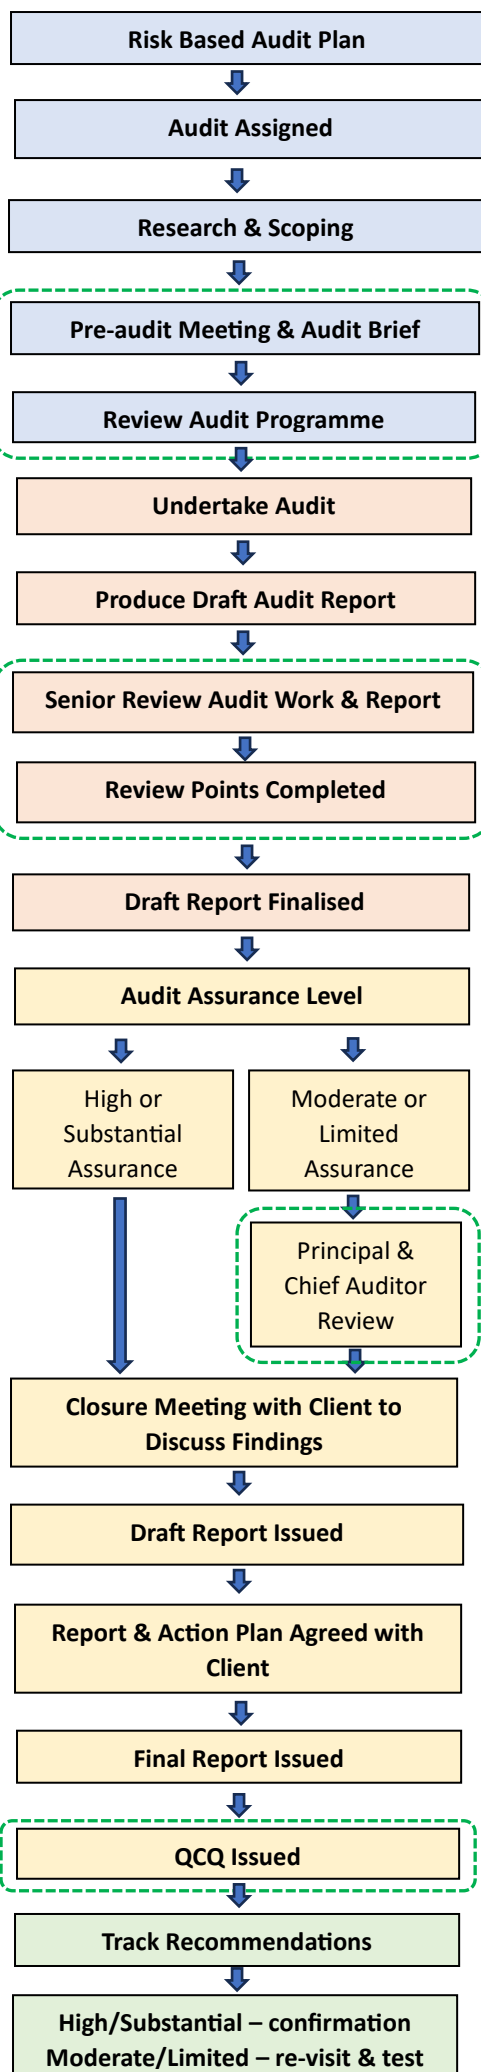 Risk Based Audit Plan
Audit Assigned
Research & Scoping
Pre-audit Meeting & Audit Brief
Review Audit Programme
Undertake Audit
Produce Draft Audit Report
Senior Review Audit Work & Report
Review Points Completed
Draft Report Finalised
Audit Assurance Level
High or
Substantial
Assurance
Moderate or
Limited
Assurance
Principal &
Chief Auditor
Review
Closure Meeting with Client to
Discuss Findings
Draft Report Issued
Report & Action Plan Agreed with
Client
Final Report Issued
QCQ Issued
Track Recommendations
High/Substantial – confirmation
Moderate/Limited – re-visit & test